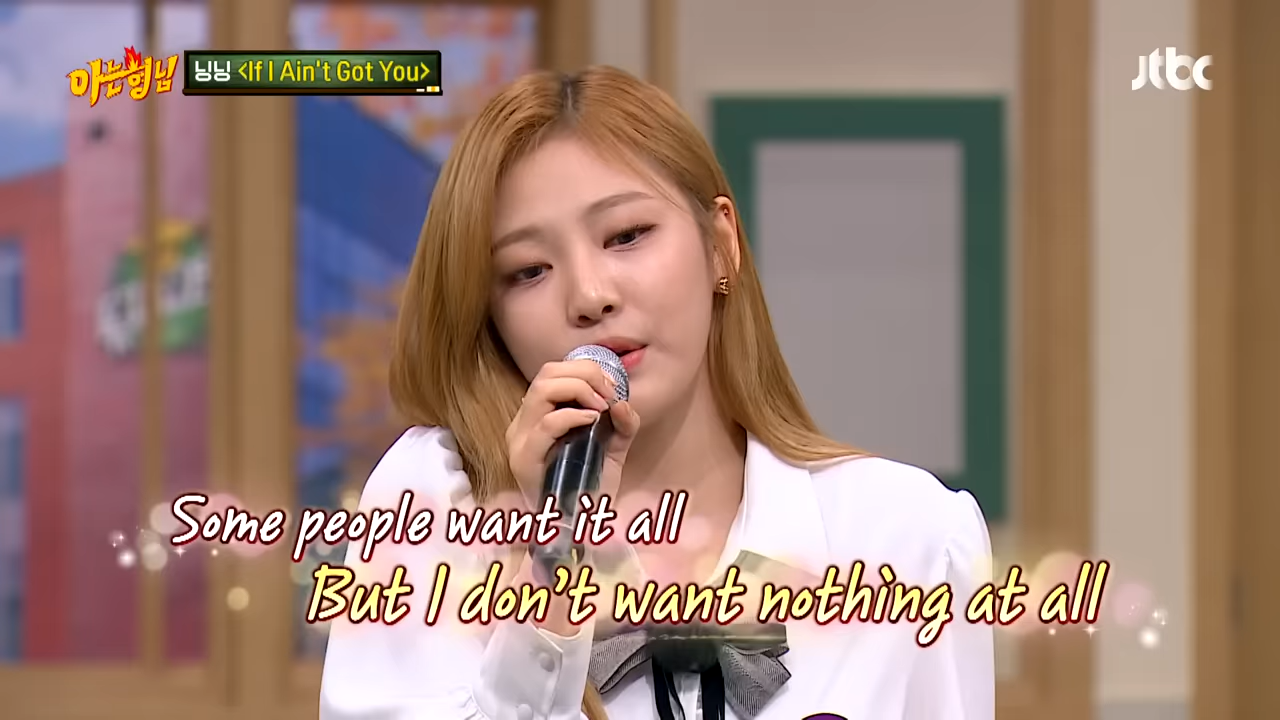 아는형님
닝닝 <If I Ain't Got You>
jtbc
Some people want it all
But I don't want nothing at all